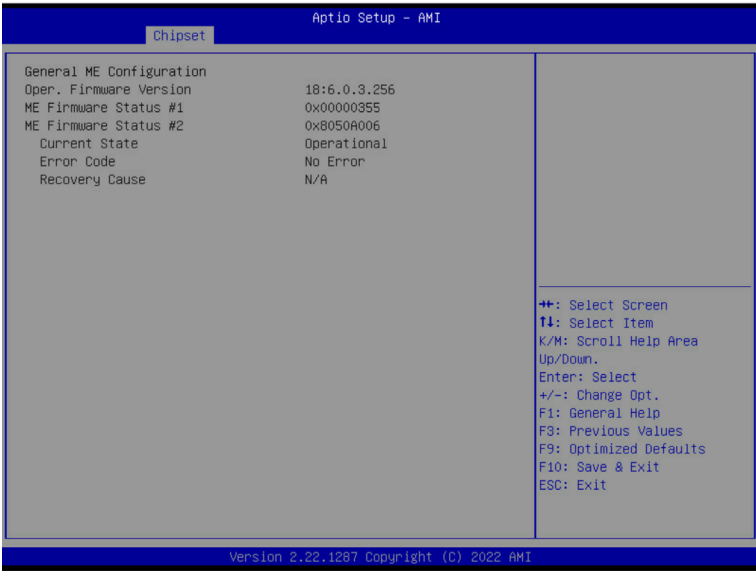 Aptio Setup - AMI
Chipset
General ME Configuration
Oper. Firmware Version 18:6.0.3.256
ME Firmware Status #1 0x00000355
ME Firmware Status #2 0x8050A006
Current State Operational
Error Code No Error
Recovery Cause N/A
→←: Select Screen
↑↓: Select Item
K/M: Scroll Help Area
Up/Down.
Enter: Select
+/-: Change Opt.
F1: General Help
F3: Previous Values
F9: Optimized Defaults
F10: Save & Exit
ESC: Exit
Version 2.22.1287 Copyright (C) 2022 AMI